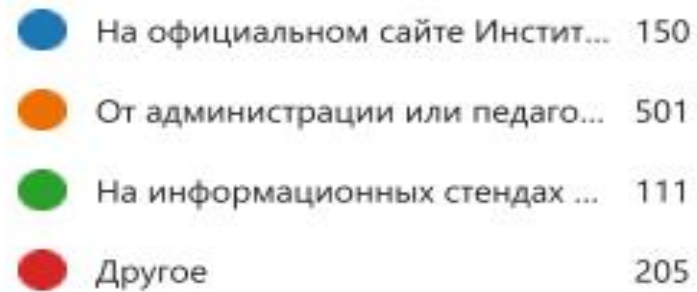 На официальном сайте Инстит... 150
От администрации или педаго... 501
На информационных стендах ... 111
Другое 205